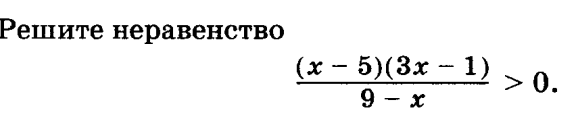 Решите неравенство
(x − 5)(3x − 1)
9 − x
> 0.